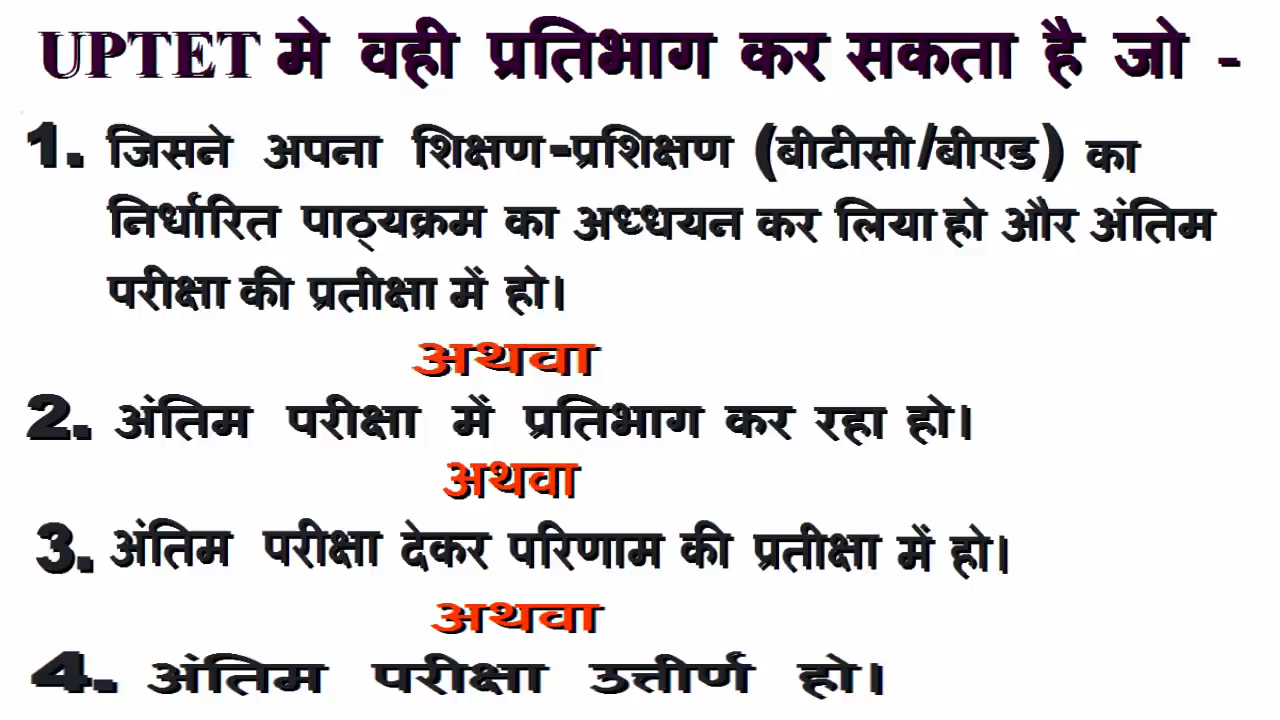 UPTET मे वही प्रतिभाग कर सकता है जो -
1. जिसने अपना शिक्षण-प्रशिक्षण (बीटीसी/बीएड) का
निर्धारित पाठ्यक्रम का अध्धयन कर लिया हो और अंतिम
परीक्षा की प्रतीक्षा में हो।
अथवा
2. अंतिम परीक्षा में प्रतिभाग कर रहा हो।
अथवा
3. अंतिम परीक्षा देकर परिणाम की प्रतीक्षा में हो।
अथवा
4. अंतिम परीक्षा उत्तीर्ण हो।